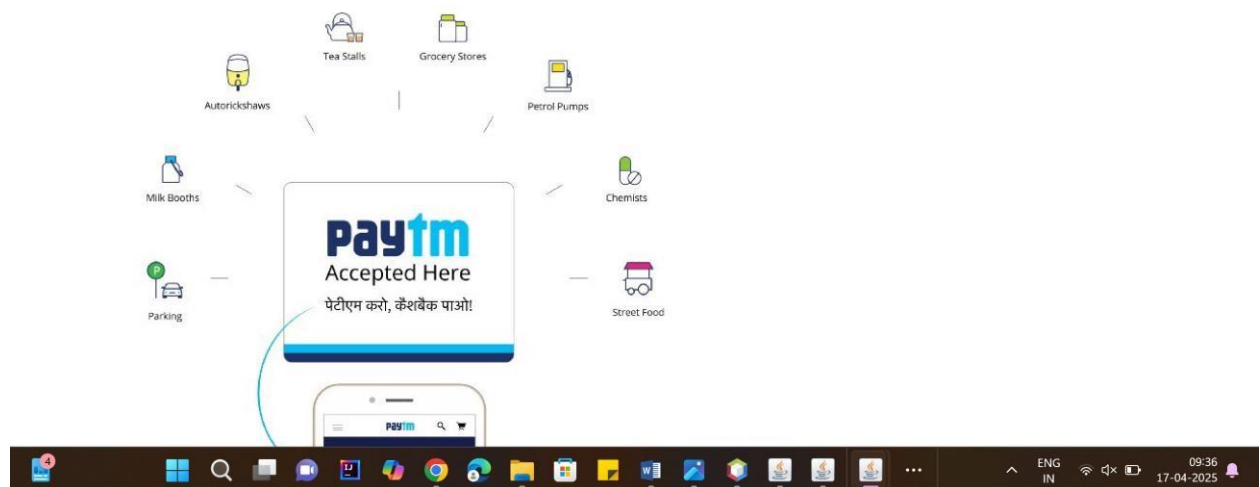 Tea Stalls
Grocery Stores
Autorickshaws
Petrol Pumps
Milk Booths
Chemists
paytm
Accepted Here
पेटीएम करो, कैशबैक पाओ!
P
Parking
Street Food
paytm
4
ENG
IN
09:36
17-04-2025